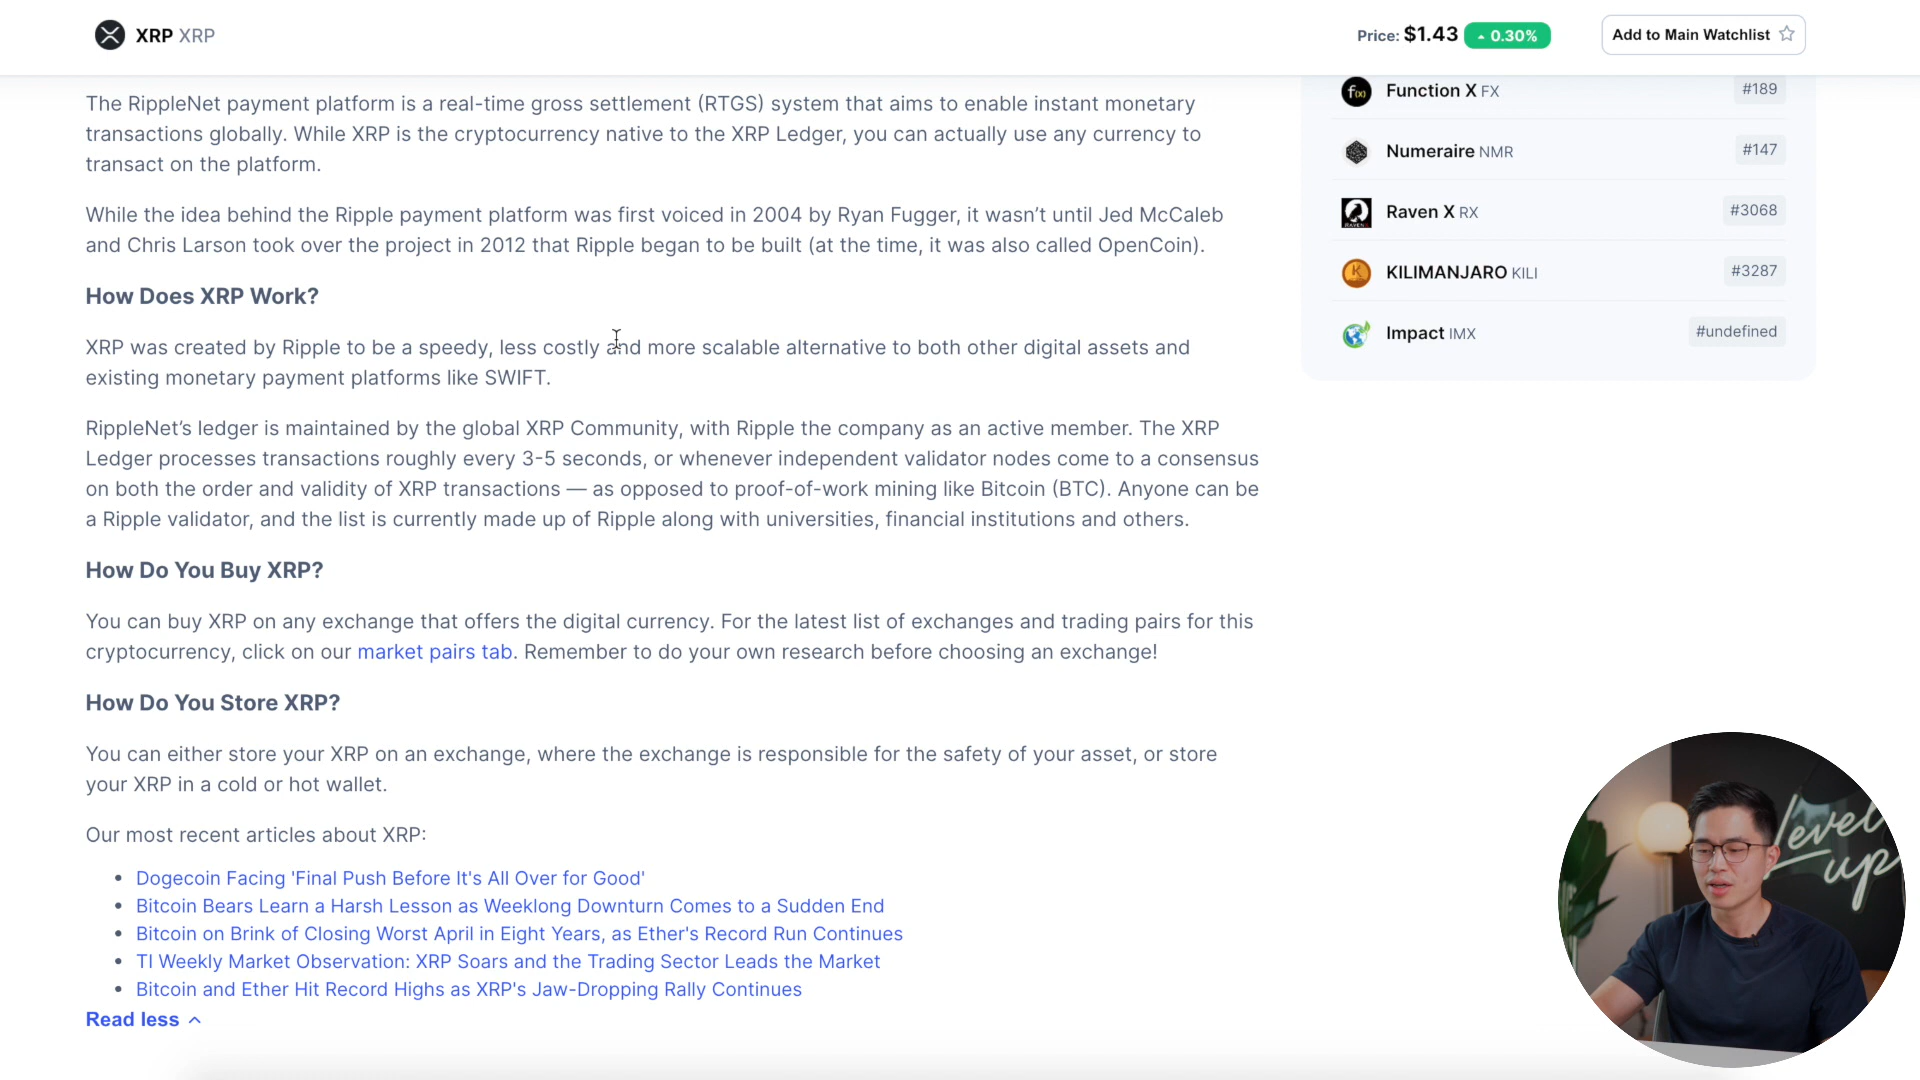 XRP XRP
Price: $1.43 0.30%
Add to Main Watchlist
The RippleNet payment platform is a real-time gross settlement (RTGS) system that aims to enable instant monetary
transactions globally. While XRP is the cryptocurrency native to the XRP Ledger, you can actually use any currency to
transact on the platform.
While the idea behind the Ripple payment platform was first voiced in 2004 by Ryan Fugger, it wasn’t until Jed McCaleb
and Chris Larson took over the project in 2012 that Ripple began to be built (at the time, it was also called OpenCoin).
How Does XRP Work?
XRP was created by Ripple to be a speedy, less costly and more scalable alternative to both other digital assets and
existing monetary payment platforms like SWIFT.
RippleNet’s ledger is maintained by the global XRP Community, with Ripple the company as an active member. The XRP
Ledger processes transactions roughly every 3-5 seconds, or whenever independent validator nodes come to a consensus
on both the order and validity of XRP transactions — as opposed to proof-of-work mining like Bitcoin (BTC). Anyone can be
a Ripple validator, and the list is currently made up of Ripple along with universities, financial institutions and others.
How Do You Buy XRP?
You can buy XRP on any exchange that offers the digital currency. For the latest list of exchanges and trading pairs for this
cryptocurrency, click on our market pairs tab. Remember to do your own research before choosing an exchange!
How Do You Store XRP?
You can either store your XRP on an exchange, where the exchange is responsible for the safety of your asset, or store
your XRP in a cold or hot wallet.
Our most recent articles about XRP:
• Dogecoin Facing 'Final Push Before It's All Over for Good'
• Bitcoin Bears Learn a Harsh Lesson as Weeklong Downturn Comes to a Sudden End
• Bitcoin on Brink of Closing Worst April in Eight Years, as Ether's Record Run Continues
• TI Weekly Market Observation: XRP Soars and the Trading Sector Leads the Market
• Bitcoin and Ether Hit Record Highs as XRP's Jaw-Dropping Rally Continues
Read less
f(x) Function X FX #189
Numeraire NMR #147
RAVEN X Raven X RX #3068
K KILIMANJARO KILI #3287
Impact IMX #undefined
level
up